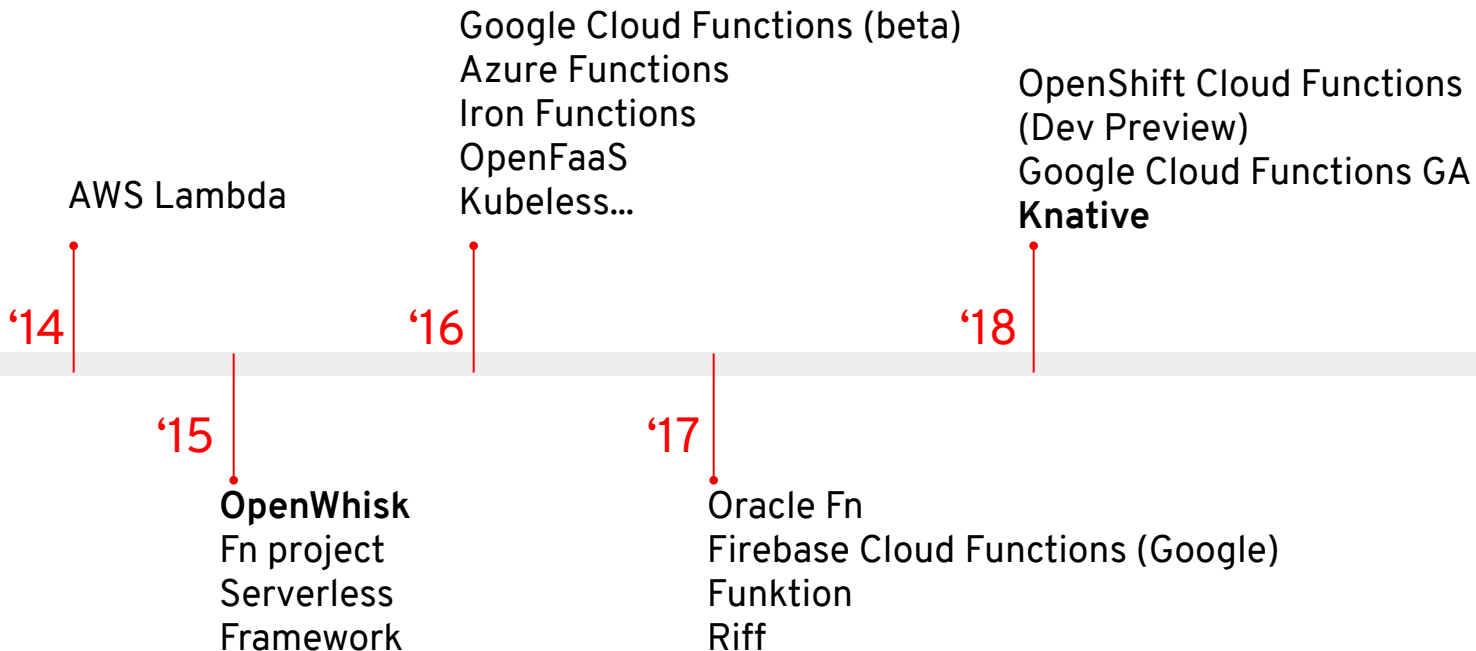 Google Cloud Functions (beta)
Azure Functions
Iron Functions
OpenFaaS
Kubeless...
OpenShift Cloud Functions
(Dev Preview)
Google Cloud Functions GA
Knative
AWS Lambda
‘14
‘16
‘18
‘15
‘17
OpenWhisk
Fn project
Serverless
Framework
Oracle Fn
Firebase Cloud Functions (Google)
Funktion
Riff